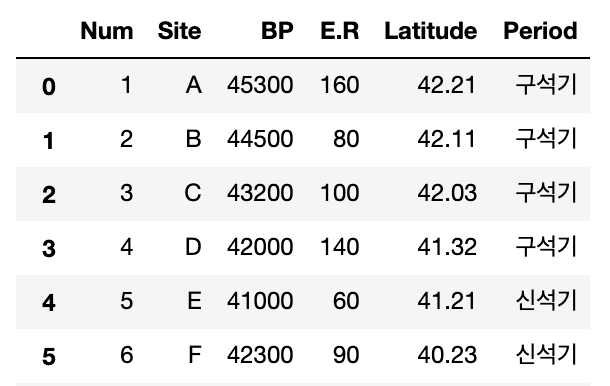 Num Site BP E.R Latitude Period
0 1 A 45300 160 42.21 구석기
1 2 B 44500 80 42.11 구석기
2 3 C 43200 100 42.03 구석기
3 4 D 42000 140 41.32 구석기
4 5 E 41000 60 41.21 신석기
5 6 F 42300 90 40.23 신석기